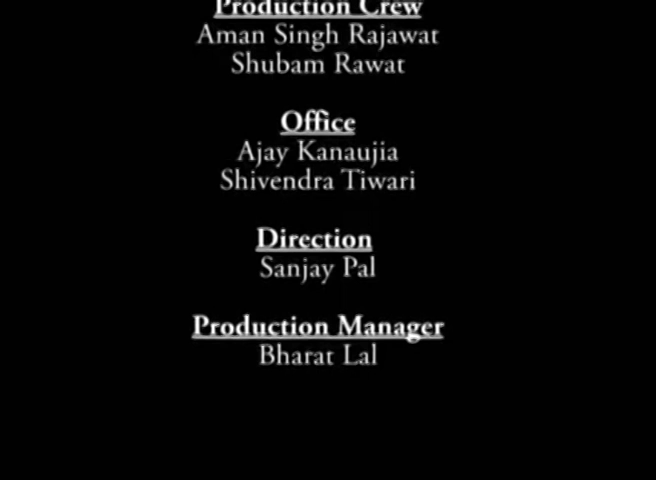 Production Crew
Aman Singh Rajawat
Shubam Rawat
Office
Ajay Kanaujia
Shivendra Tiwari
Direction
Sanjay Pal
Production Manager
Bharat Lal